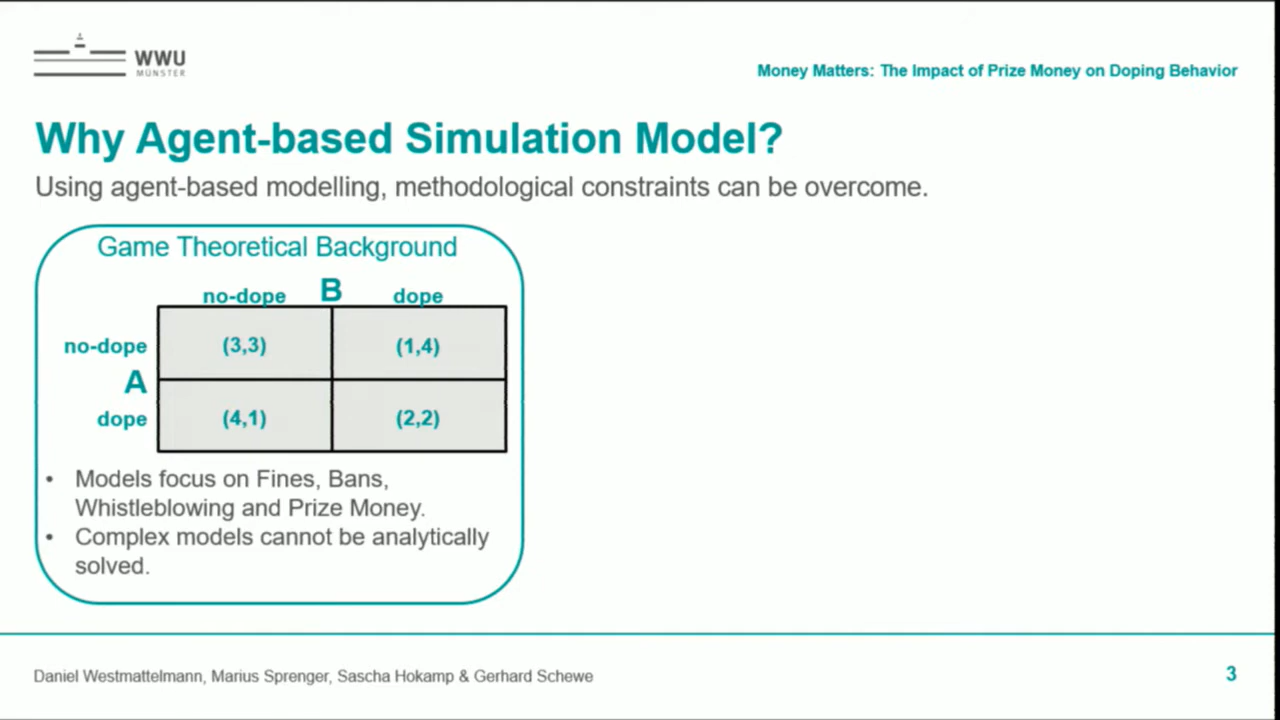 WWU
MÜNSTER
Money Matters: The Impact of Prize Money on Doping Behavior
Why Agent-based Simulation Model?
Using agent-based modelling, methodological constraints can be overcome.
Game Theoretical Background
no-dope B dope
no-dope (3,3) (1,4)
A
dope (4,1) (2,2)
• Models focus on Fines, Bans,
Whistleblowing and Prize Money.
• Complex models cannot be analytically
solved.
Daniel Westmattelmann, Marius Sprenger, Sascha Hokamp & Gerhard Schewe
3